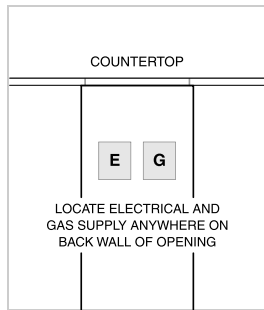 COUNTERTOP
E G
LOCATE ELECTRICAL AND
GAS SUPPLY ANYWHERE ON
BACK WALL OF OPENING